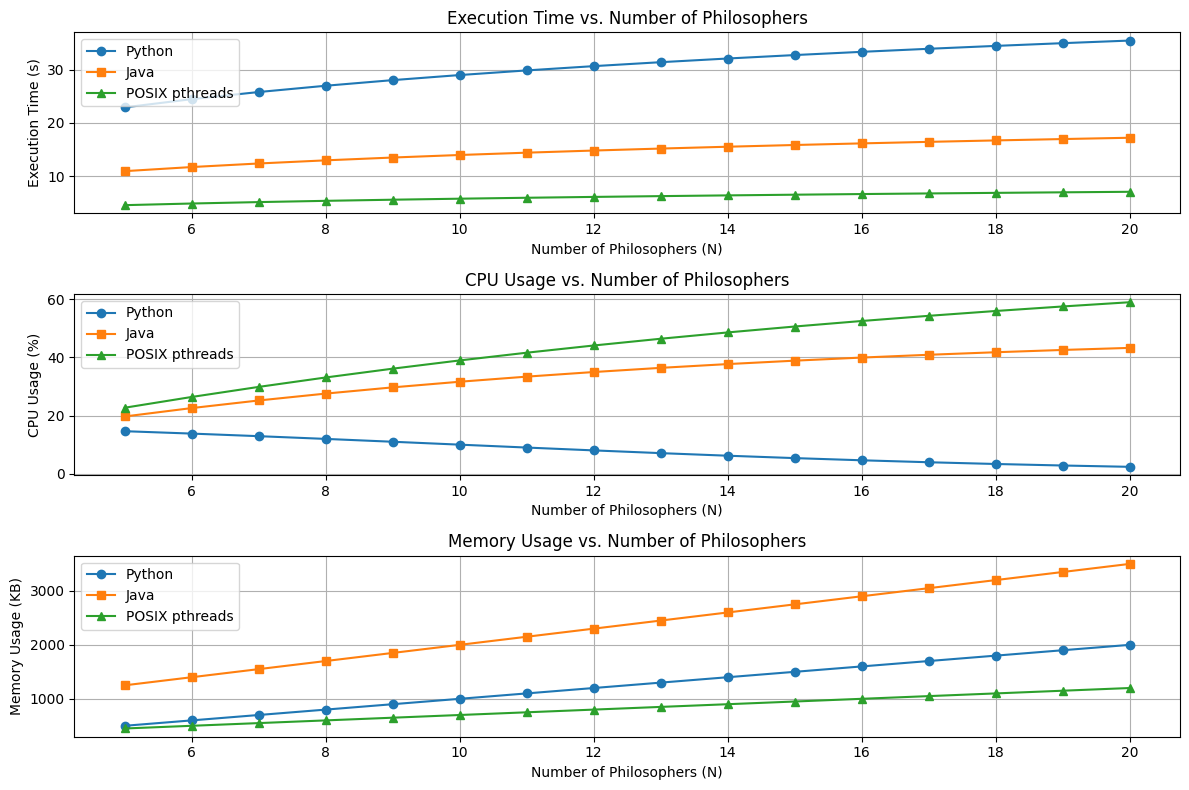 Execution Time vs. Number of Philosophers
Execution Time (s)
30
20
10
Python
Java
POSIX pthreads
6 8 10 12 14 16 18 20
Number of Philosophers (N)
CPU Usage vs. Number of Philosophers
CPU Usage (%)
60
40
20
0
Python
Java
POSIX pthreads
6 8 10 12 14 16 18 20
Number of Philosophers (N)
Memory Usage vs. Number of Philosophers
Memory Usage (KB)
3000
2000
1000
Python
Java
POSIX pthreads
6 8 10 12 14 16 18 20
Number of Philosophers (N)